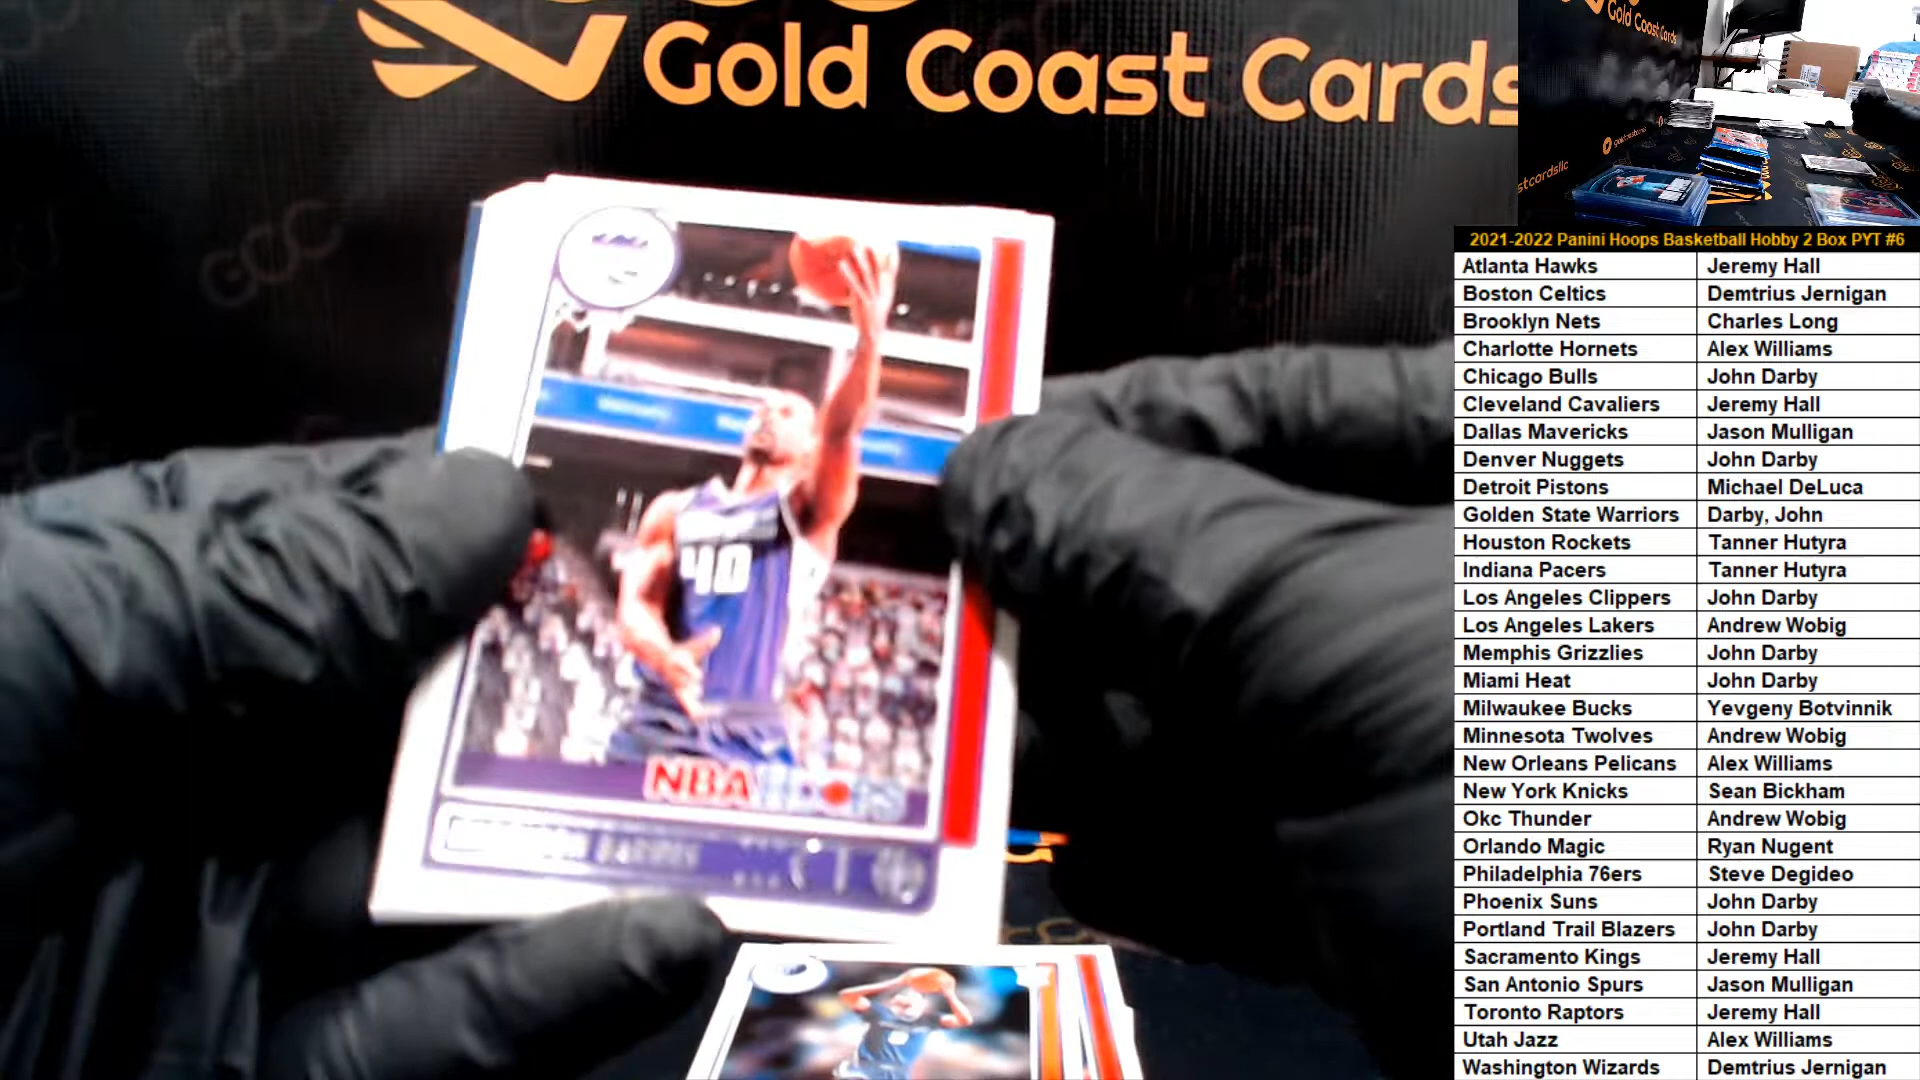 Gold Coast Cards
Gold Coast Cards
stcardsllc
GCC
40
NBA HOOPS
BARNES
2021-2022 Panini Hoops Basketball Hobby 2 Box PYT #6
Atlanta Hawks Jeremy Hall
Boston Celtics Demtrius Jernigan
Brooklyn Nets Charles Long
Charlotte Hornets Alex Williams
Chicago Bulls John Darby
Cleveland Cavaliers Jeremy Hall
Dallas Mavericks Jason Mulligan
Denver Nuggets John Darby
Detroit Pistons Michael DeLuca
Golden State Warriors Darby, John
Houston Rockets Tanner Hutyra
Indiana Pacers Tanner Hutyra
Los Angeles Clippers John Darby
Los Angeles Lakers Andrew Wobig
Memphis Grizzlies John Darby
Miami Heat John Darby
Milwaukee Bucks Yevgeny Botvinnik
Minnesota Twolves Andrew Wobig
New Orleans Pelicans Alex Williams
New York Knicks Sean Bickham
Okc Thunder Andrew Wobig
Orlando Magic Ryan Nugent
Philadelphia 76ers Steve Degideo
Phoenix Suns John Darby
Portland Trail Blazers John Darby
Sacramento Kings Jeremy Hall
San Antonio Spurs Jason Mulligan
Toronto Raptors Jeremy Hall
Utah Jazz Alex Williams
Washington Wizards Demtrius Jernigan